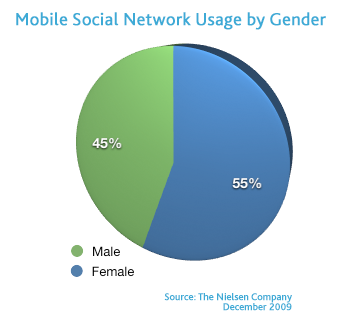 Mobile Social Network Usage by Gender
45%
55%
Male
Female
Source: The Nielsen Company
December 2009